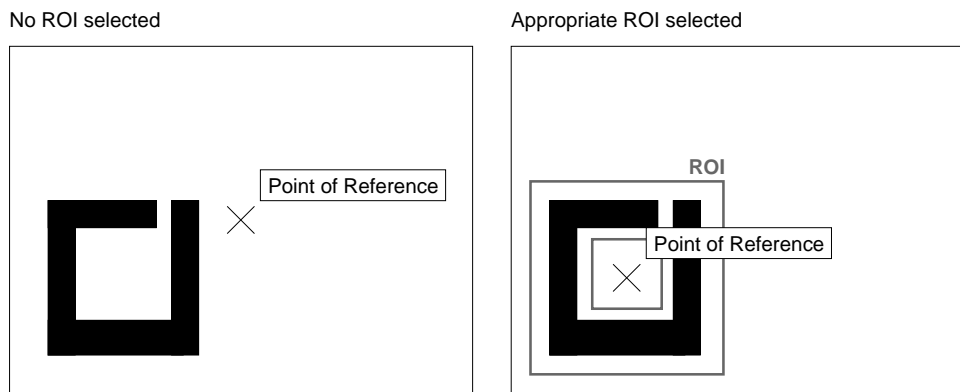 No ROI selected
Appropriate ROI selected
Point of Reference
ROI
Point of Reference